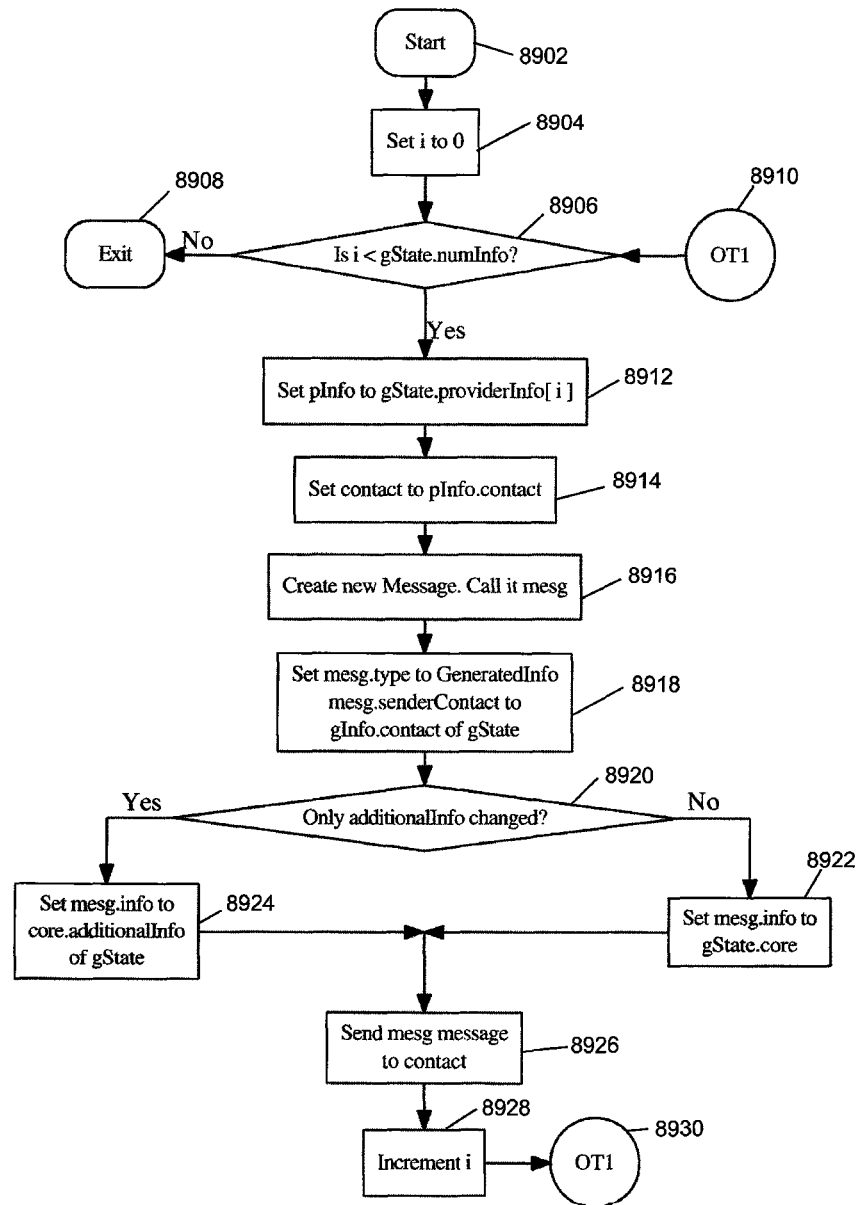 Start
8902
Set i to 0
8904
8908
8906
8910
Exit
No
Is i < gState.numInfo?
OT1
Yes
Set pInfo to gState.providerInfo[ i ]
8912
Set contact to pInfo.contact
8914
Create new Message. Call it mesg
8916
Set mesg.type to GeneratedInfo
mesg.senderContact to
gInfo.contact of gState
8918
8920
Yes
Only additionalInfo changed?
No
8922
Set mesg.info to
core.additionalInfo
of gState
8924
Set mesg.info to
gState.core
Send mesg message
to contact
8926
8928
8930
Increment i
OT1